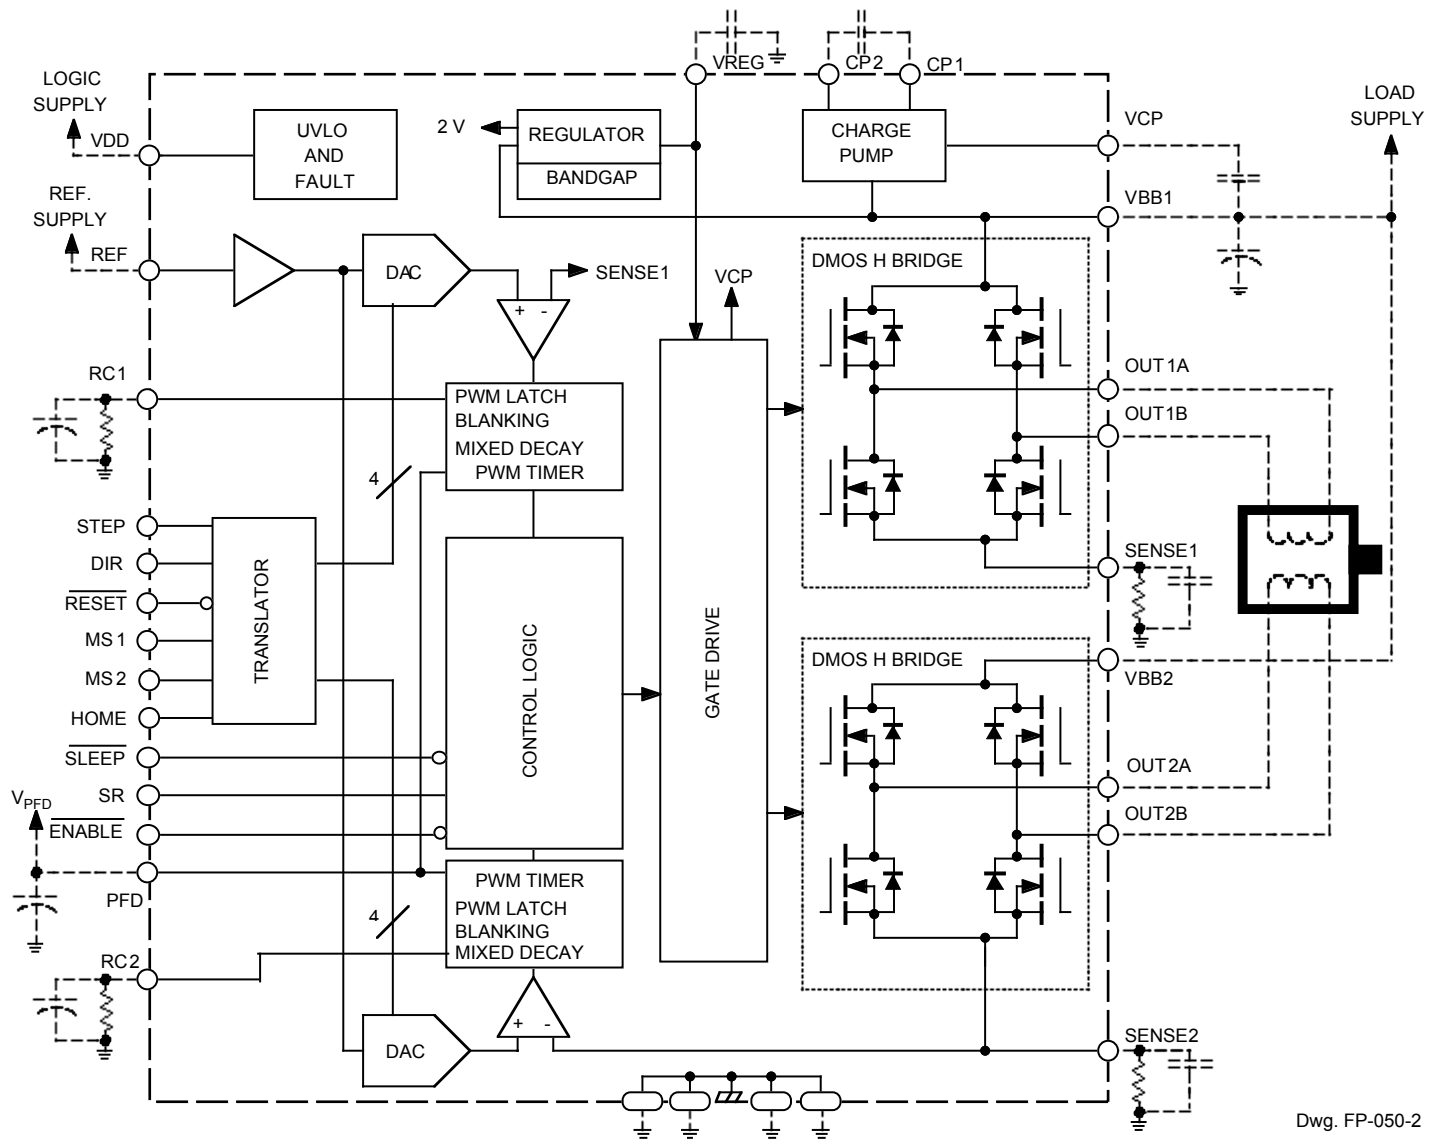 VREG
CP2
CP1
LOGIC
SUPPLY
VDD
UVLO
AND
FAULT
2 V
REGULATOR
BANDGAP
CHARGE
PUMP
VCP
LOAD
SUPPLY
REF.
SUPPLY
REF
VBB1
DAC
+ -
SENSE1
VCP
DMOS H BRIDGE
RC1
PWM LATCH
BLANKING
MIXED DECAY
PWM TIMER
4
OUT1A
OUT1B
STEP
DIR
RESET
MS1
MS2
HOME
SLEEP
SR
ENABLE
VPFD
PFD
RC2
TRANSLATOR
CONTROL LOGIC
GATE DRIVE
SENSE1
DMOS H BRIDGE
VBB2
OUT2A
OUT2B
PWM TIMER
PWM LATCH
BLANKING
MIXED DECAY
4
DAC
+ -
SENSE2
Dwg. FP-050-2